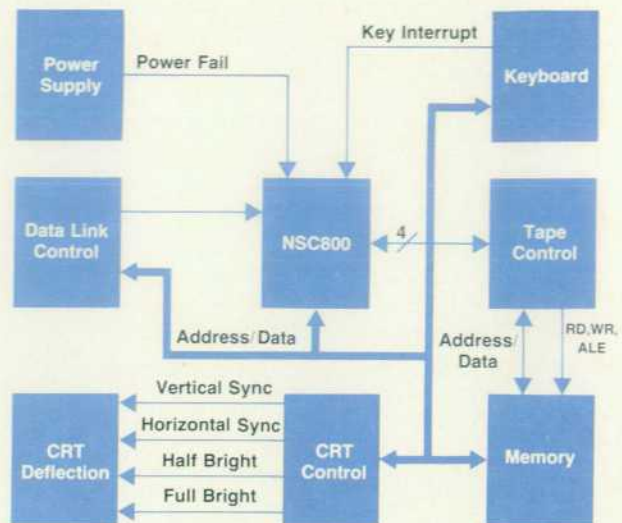 Power
Supply
Power Fail
Key Interrupt
Keyboard
Data Link
Control
NSC800
4
Tape
Control
Address/Data
Address/
Data
RD,WR,
ALE
CRT
Deflection
Vertical Sync
Horizontal Sync
Half Bright
Full Bright
CRT
Control
Memory